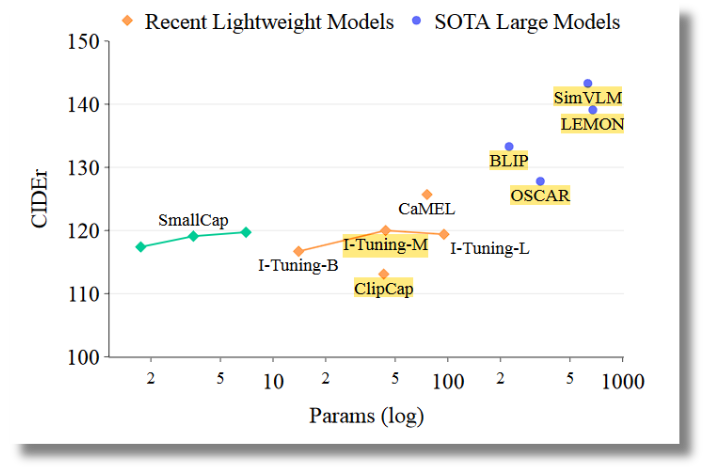 Recent Lightweight Models SOTA Large Models
150
140
130
120
110
100
CIDEr
SimVLM
LEMON
BLIP
OSCAR
CaMEL
SmallCap
I-Tuning-M
I-Tuning-L
I-Tuning-B
ClipCap
2 5 10 2 5 100 2 5 1000
Params (log)